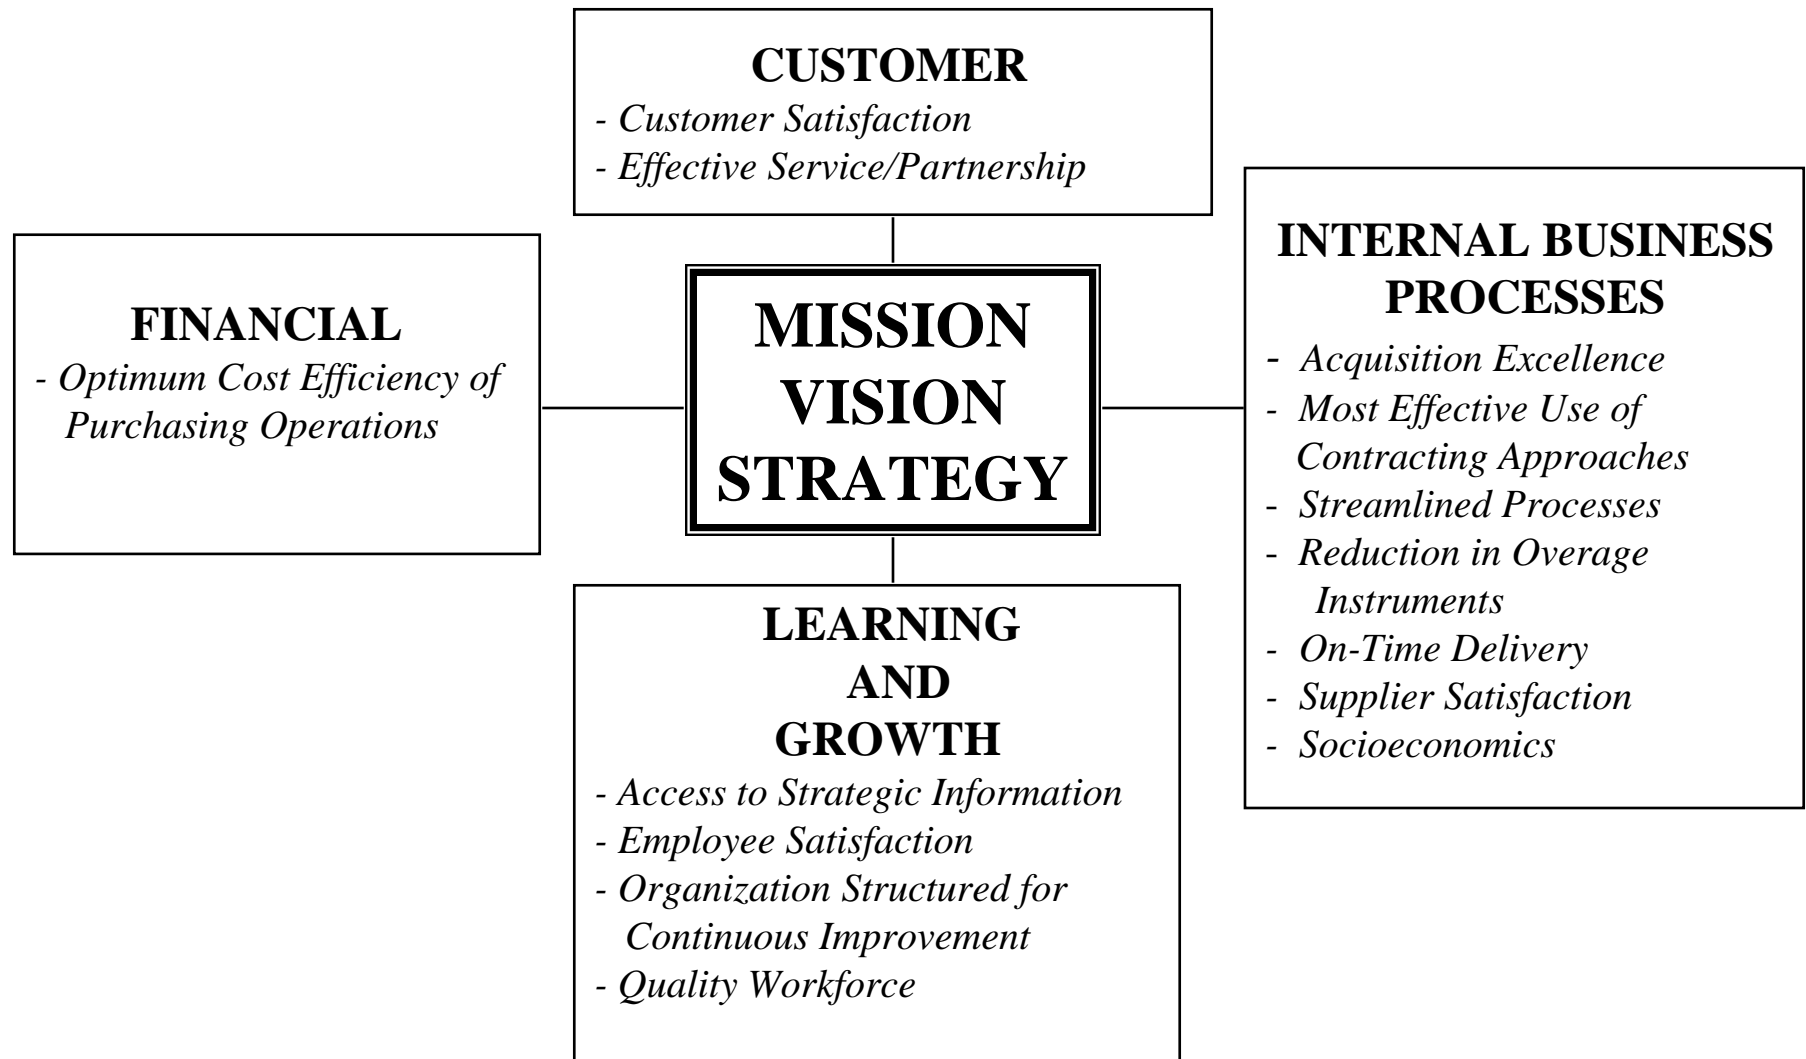 CUSTOMER
- Customer Satisfaction
- Effective Service/Partnership
FINANCIAL
- Optimum Cost Efficiency of
Purchasing Operations
MISSION
VISION
STRATEGY
INTERNAL BUSINESS
PROCESSES
- Acquisition Excellence
- Most Effective Use of
Contracting Approaches
- Streamlined Processes
- Reduction in Overage
Instruments
- On-Time Delivery
- Supplier Satisfaction
- Socioeconomics
LEARNING
AND
GROWTH
- Access to Strategic Information
- Employee Satisfaction
- Organization Structured for
Continuous Improvement
- Quality Workforce